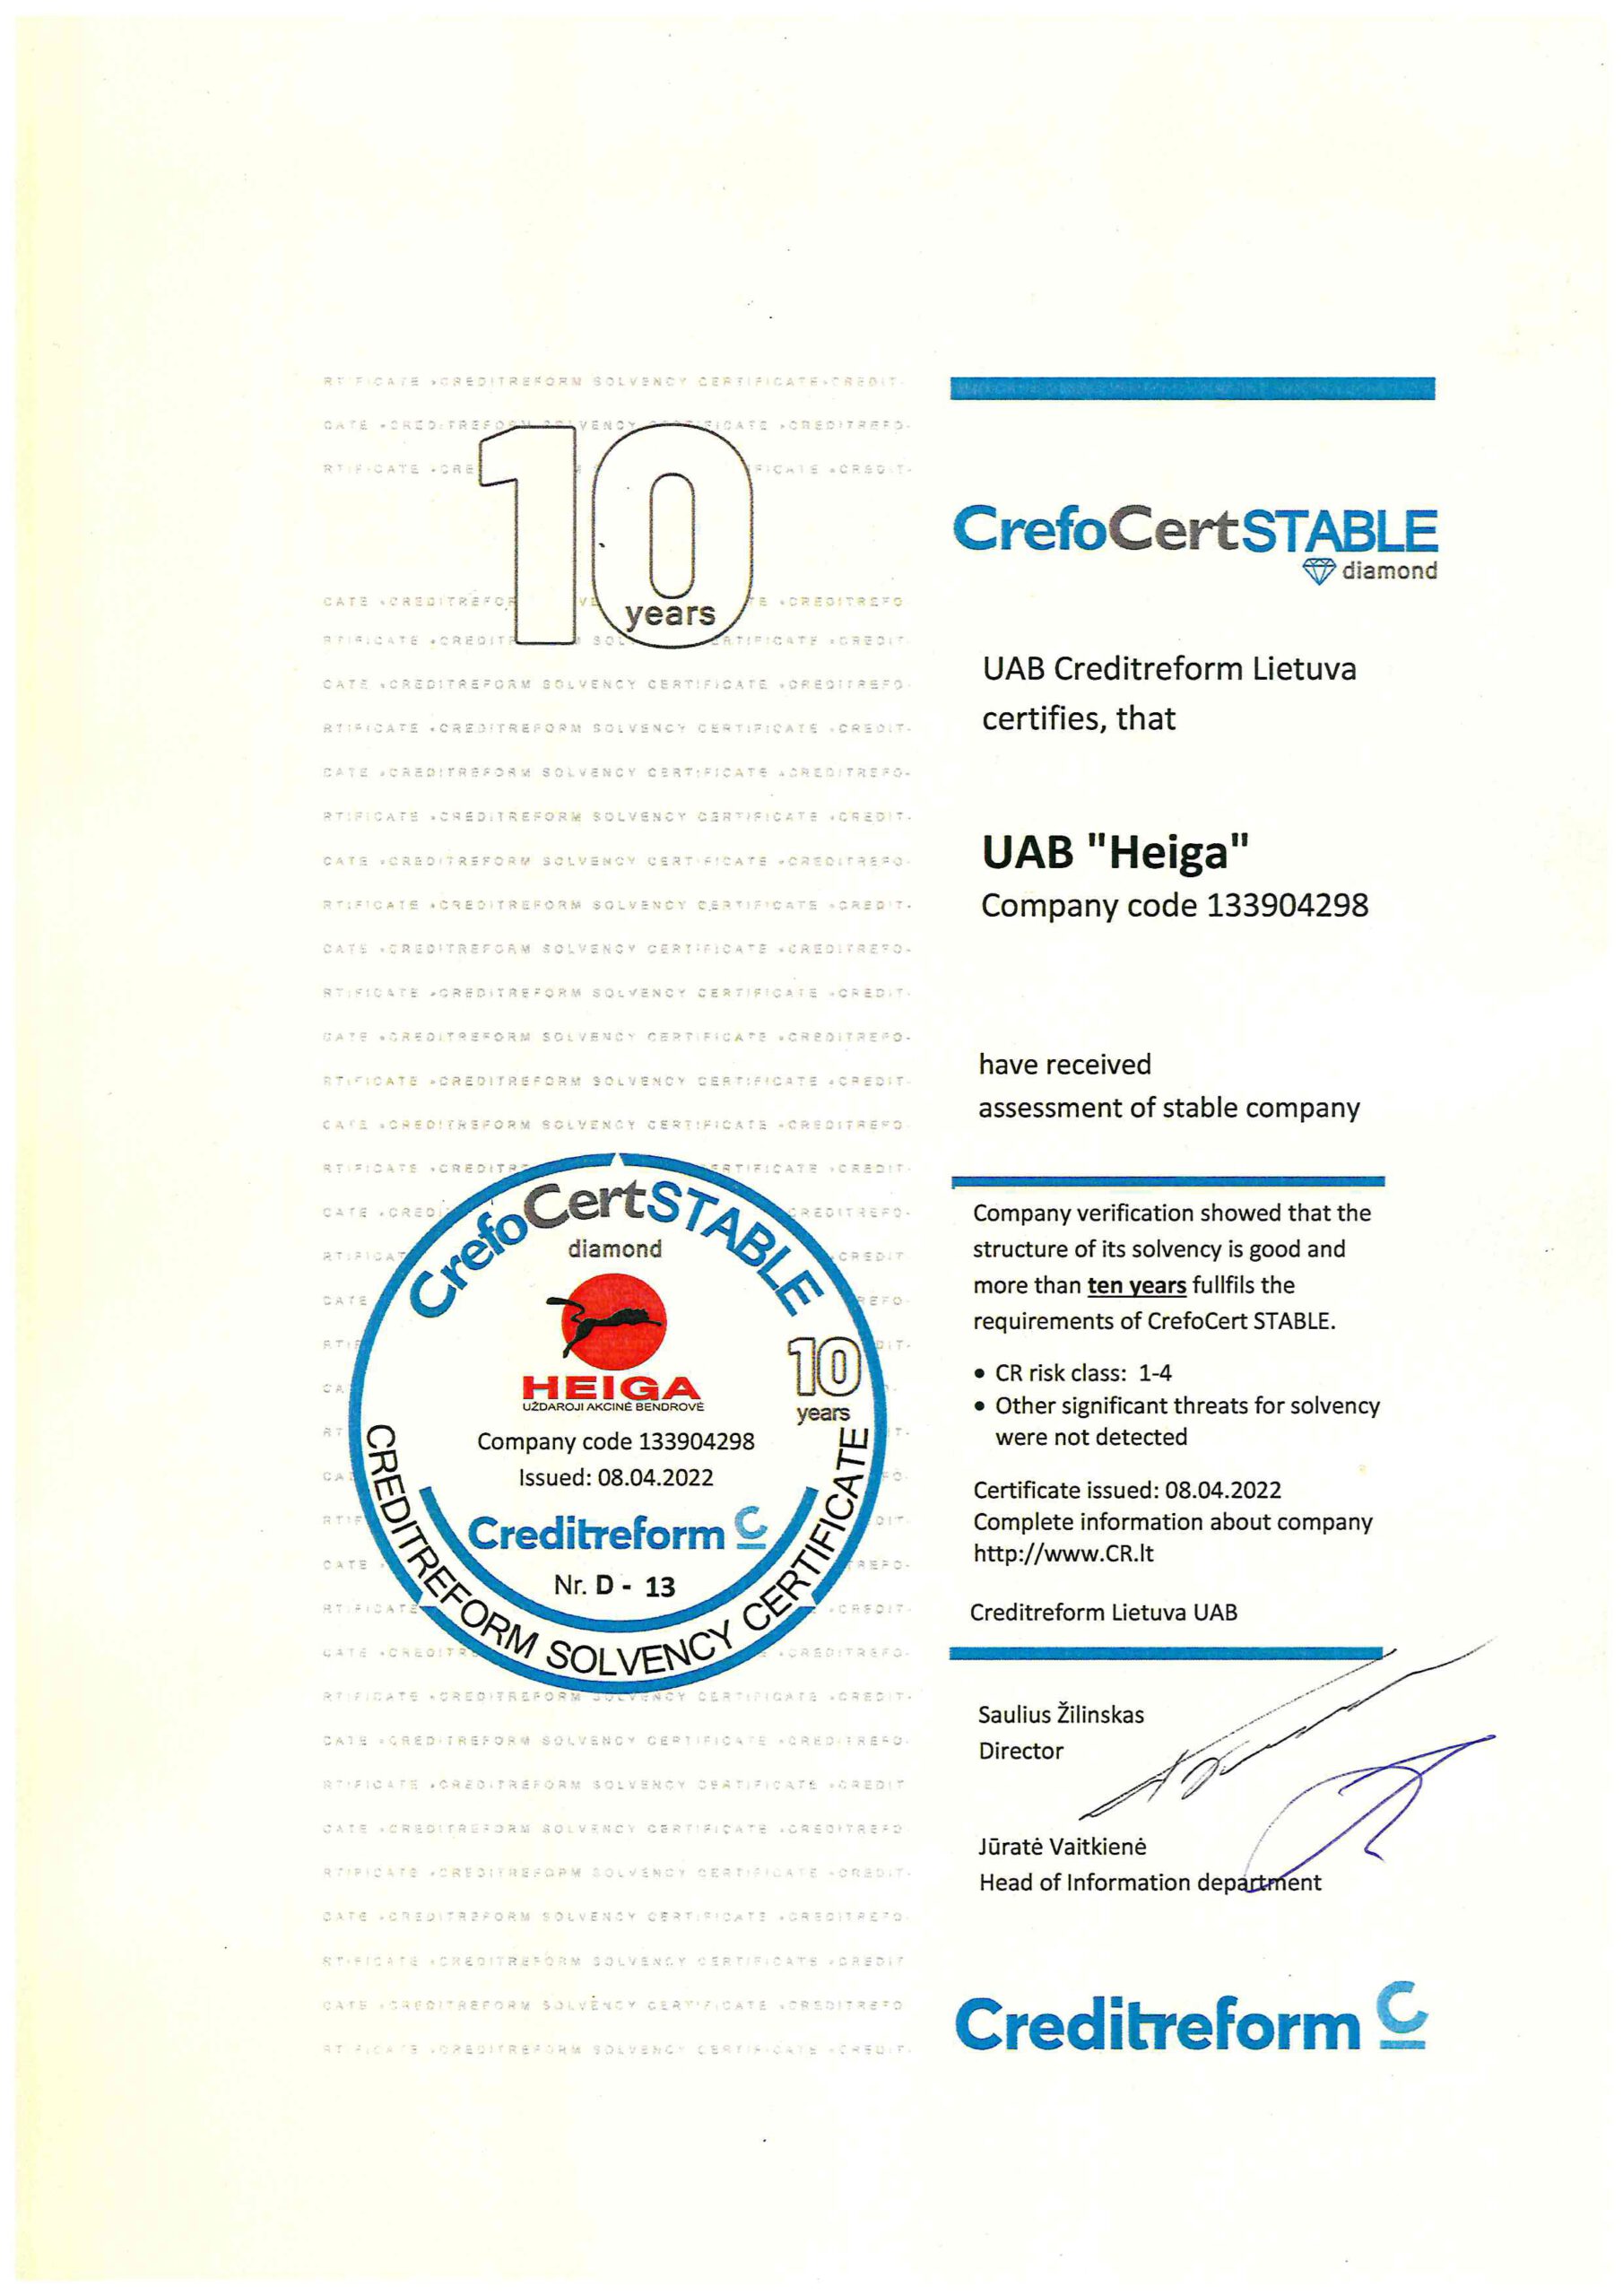 10
years
CrefoCertSTABLE
diamond
UAB Creditreform Lietuva
certifies, that
UAB "Heiga"
Company code 133904298
have received
assessment of stable company
Company verification showed that the
structure of its solvency is good and
more than ten years fullfils the
requirements of CrefoCert STABLE.
• CR risk class: 1-4
• Other significant threats for solvency
were not detected
Certificate issued: 08.04.2022
Complete information about company
http://www.CR.lt
Creditreform Lietuva UAB
Saulius Žilinskas
Director
Jūratė Vaitkienė
Head of Information department
Creditreform C
CrefoCertSTABLE
diamond
HEIGA
UŽDAROJI AKCINĖ BENDROVĖ
10
years
Company code 133904298
Issued: 08.04.2022
Creditreform C
Nr. D - 13
CREDITREFORM SOLVENCY CERTIFICATE